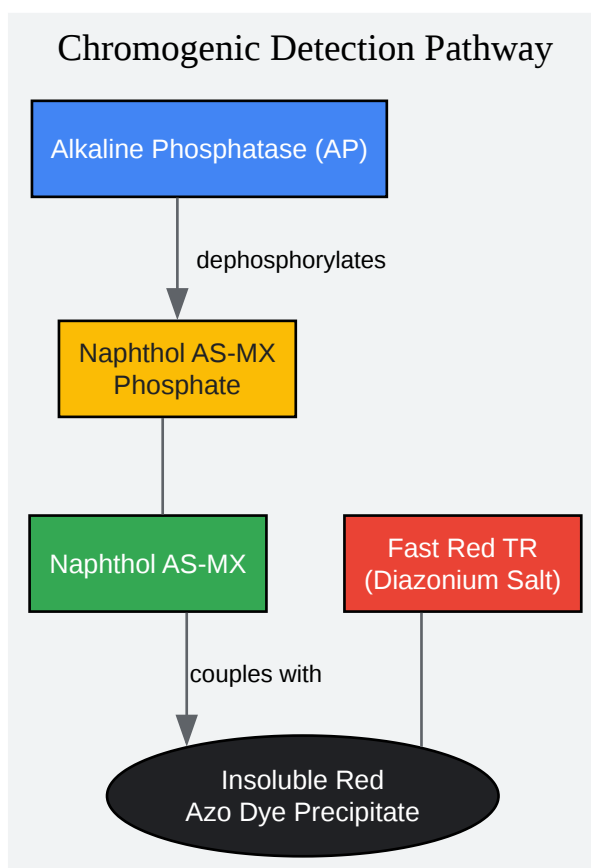 Chromogenic Detection Pathway
Alkaline Phosphatase (AP)
dephosphorylates
Naphthol AS-MX
Phosphate
Naphthol AS-MX
Fast Red TR
(Diazonium Salt)
couples with
Insoluble Red
Azo Dye Precipitate